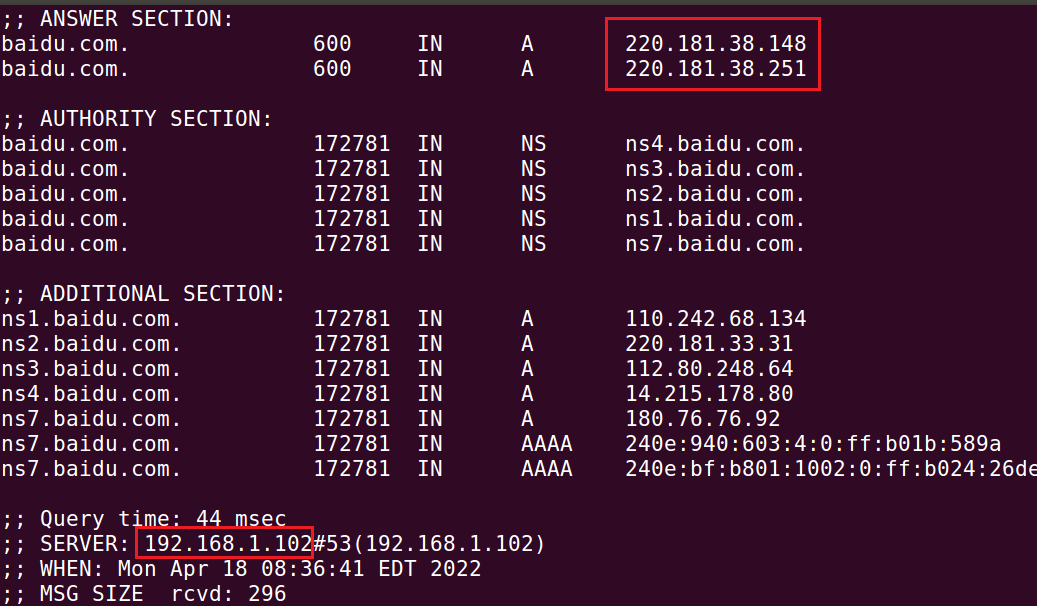 ;; ANSWER SECTION:
baidu.com. 600 IN A 220.181.38.148
baidu.com. 600 IN A 220.181.38.251
;; AUTHORITY SECTION:
baidu.com. 172781 IN NS ns4.baidu.com.
baidu.com. 172781 IN NS ns3.baidu.com.
baidu.com. 172781 IN NS ns2.baidu.com.
baidu.com. 172781 IN NS ns1.baidu.com.
baidu.com. 172781 IN NS ns7.baidu.com.
;; ADDITIONAL SECTION:
ns1.baidu.com. 172781 IN A 110.242.68.134
ns2.baidu.com. 172781 IN A 220.181.33.31
ns3.baidu.com. 172781 IN A 112.80.248.64
ns4.baidu.com. 172781 IN A 14.215.178.80
ns7.baidu.com. 172781 IN A 180.76.76.92
ns7.baidu.com. 172781 IN AAAA 240e:940:603:4:0:ff:b01b:589a
ns7.baidu.com. 172781 IN AAAA 240e:bf:b801:1002:0:ff:b024:26de
;; Query time: 44 msec
;; SERVER: 192.168.1.102#53(192.168.1.102)
;; WHEN: Mon Apr 18 08:36:41 EDT 2022
;; MSG SIZE rcvd: 296